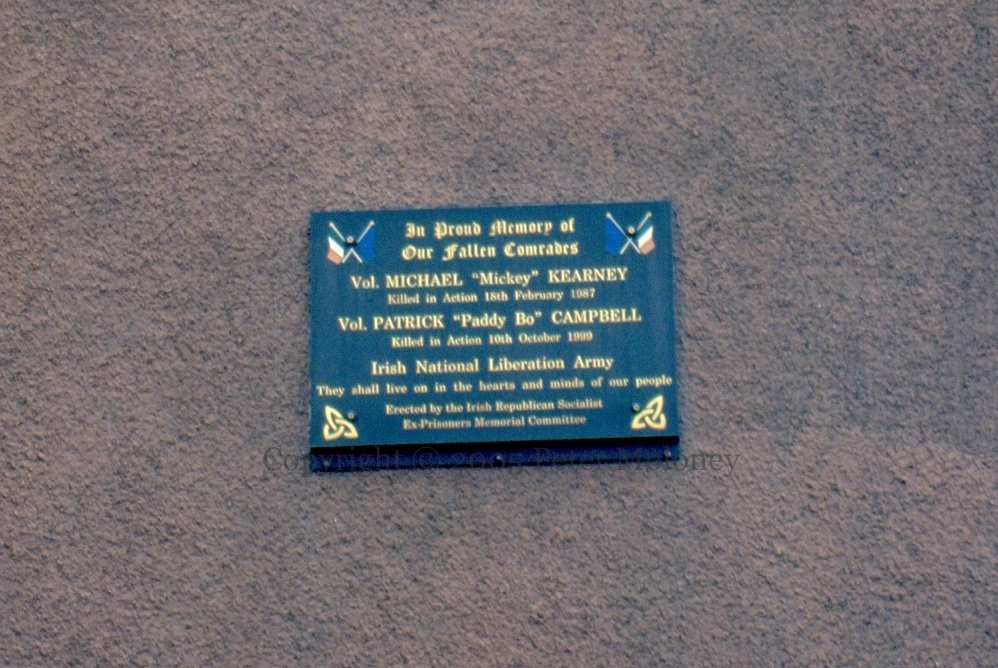 In Proud Memory of
Our Fallen Comrades
Vol. MICHAEL "Mickey" KEARNEY
Killed in Action 18th February 1987
Vol. PATRICK "Paddy Bo" CAMPBELL
Killed in Action 10th October 1999
Irish National Liberation Army
They shall live on in the hearts and minds of our people
Erected by the Irish Republican Socialist
Ex-Prisoners Memorial Committee
Copyright © Peter Moloney